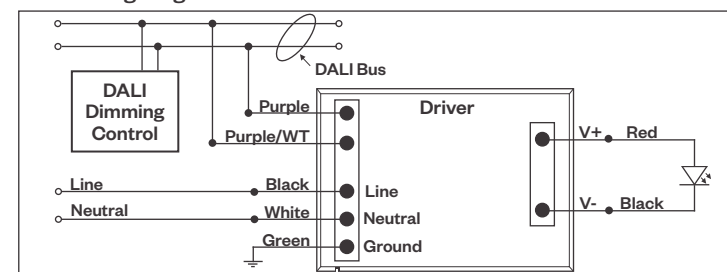 DALI Bus
DALI
Dimming
Control
Driver
Purple
Purple/WT
V+ Red
Line Black Line
V- Black
Neutral White Neutral
Green Ground